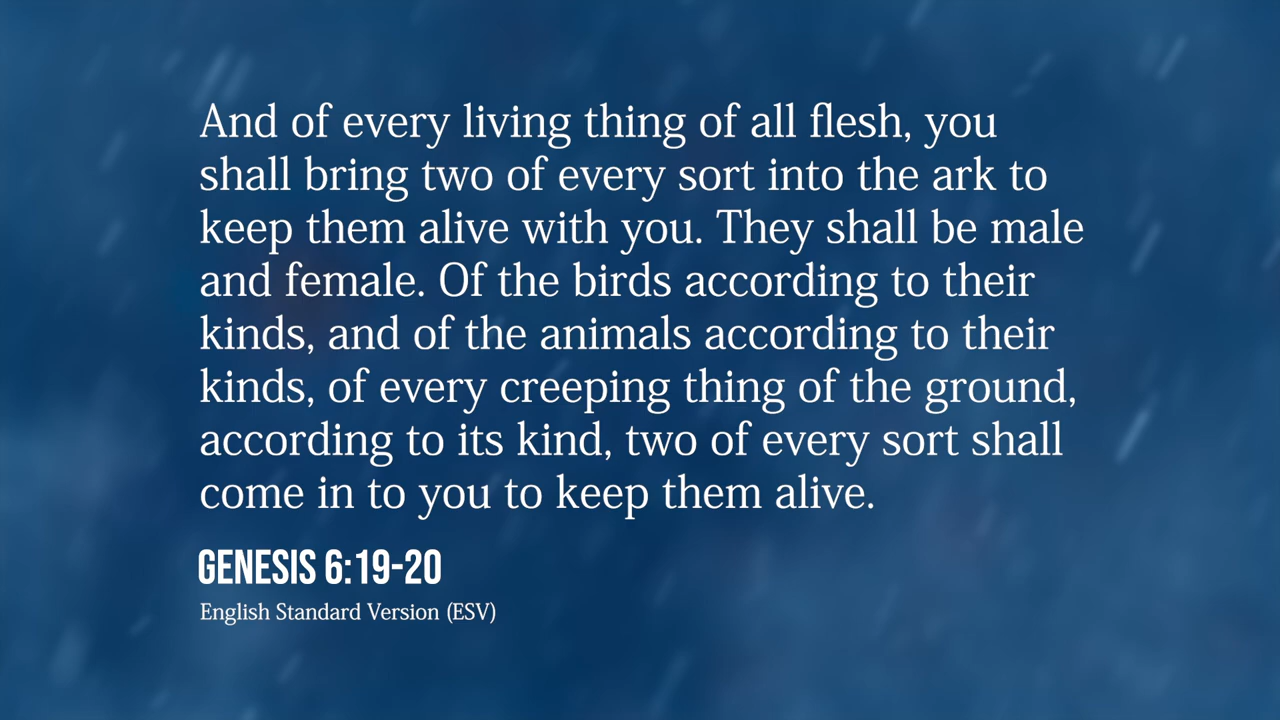 And of every living thing of all flesh, you
shall bring two of every sort into the ark to
keep them alive with you. They shall be male
and female. Of the birds according to their
kinds, and of the animals according to their
kinds, of every creeping thing of the ground,
according to its kind, two of every sort shall
come in to you to keep them alive.
GENESIS 6:19-20
English Standard Version (ESV)